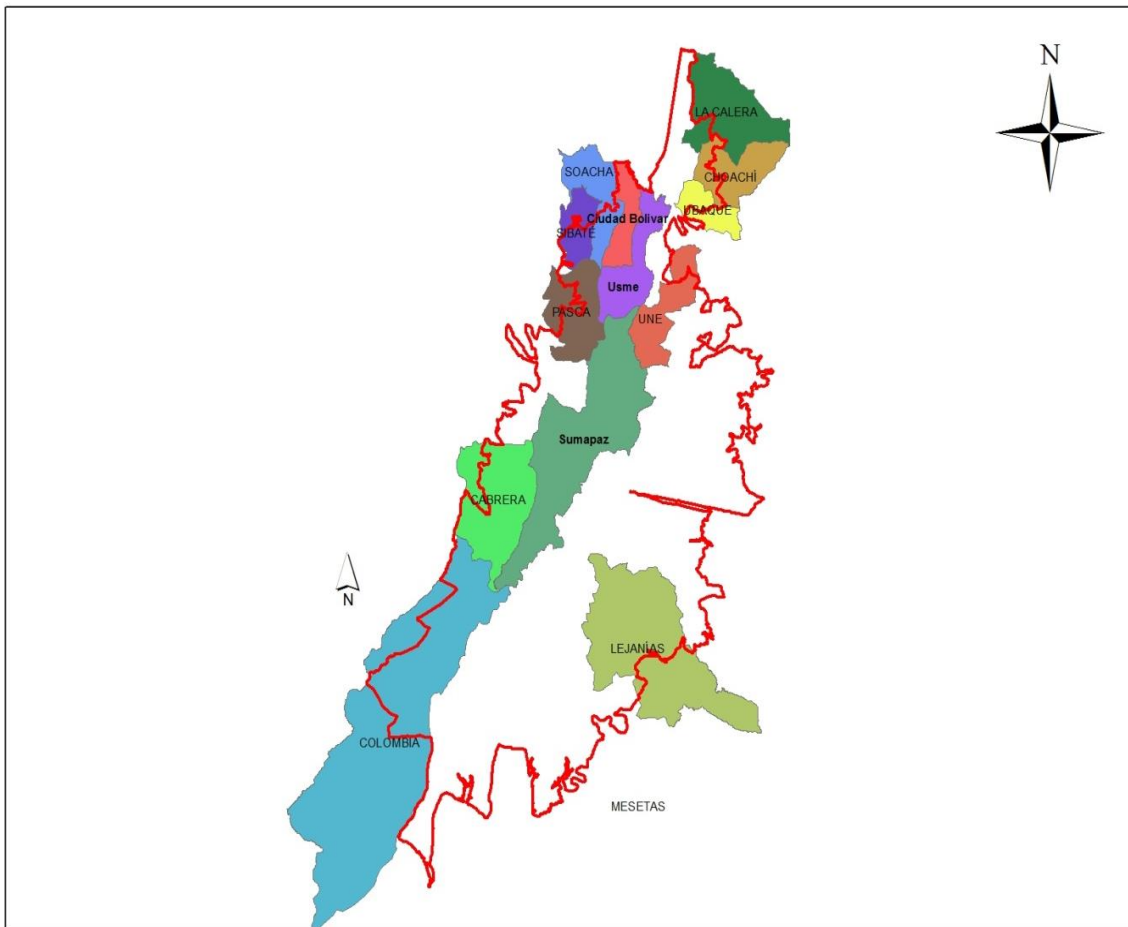 N
LA CALERA
SOACHA
CHOACHÍ
UBAQUE
Ciudad Bolivar
SIBATÉ
Usme
PASCA
UNE
Sumapaz
CABRERA
N
LEJANÍAS
COLOMBIA
MESETAS